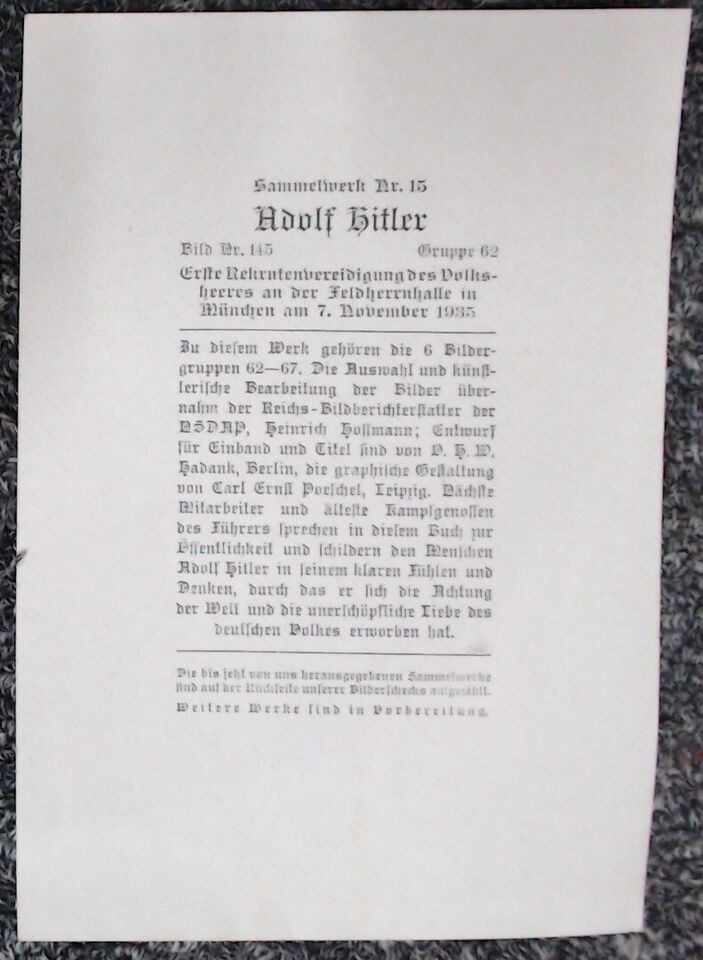 Sammelwerk Nr. 15
Adolf Hitler
Bild Nr. 145 Gruppe 62
Erste Rekrutenvereidigung des Volks-
heeres an der Feldherrnhalle in
München am 7. November 1935
Zu diesem Werk gehören die 6 Bilder-
gruppen 62—67. Die Auswahl und künst-
lerische Bearbeitung der Bilder über-
nahm der Reichs-Bildberichterstatter der
NSDAP, Heinrich Hoffmann; Entwurf
für Einband und Titel sind von O. H. W.
Hadank, Berlin, die graphische Gestaltung
von Carl Ernst Poeschel, Leipzig. Nächste
Mitarbeiter und älteste Kampfgenossen
des Führers sprechen in diesem Buch zur
Öffentlichkeit und schildern den Menschen
Adolf Hitler in seinem klaren Fühlen und
Denken, durch das er sich die Achtung
der Welt und die unerschöpfliche Liebe des
deutschen Volkes erworben hat.
Die bis jetzt von uns herausgegebenen Sammelwerke
sind auf der Rückseite unserer Bilderschecks aufgezählt.
Weitere Werke sind in Vorbereitung.